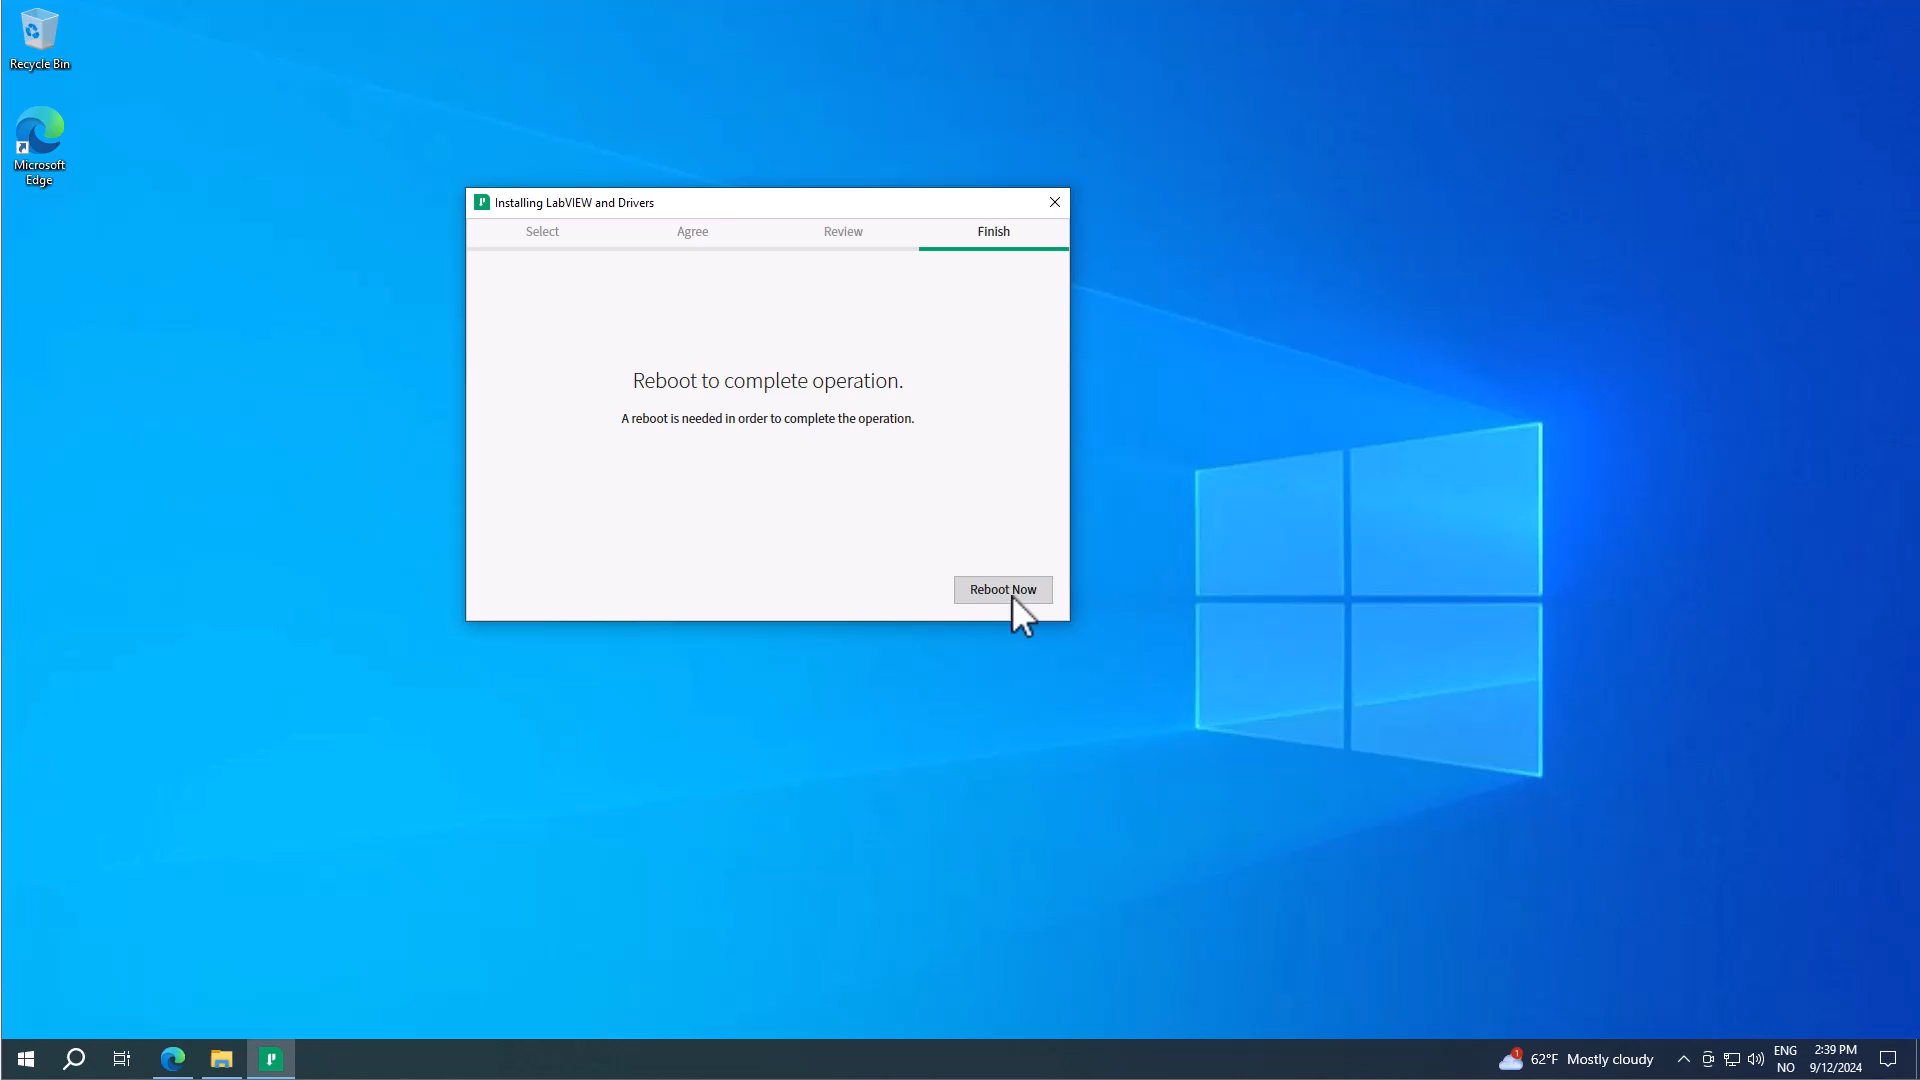 Recycle Bin
Microsoft
Edge
Installing LabVIEW and Drivers
Select
Agree
Review
Finish
Reboot to complete operation.
A reboot is needed in order to complete the operation.
Reboot Now
1
62°F Mostly cloudy
ENG
NO
2:39 PM
9/12/2024